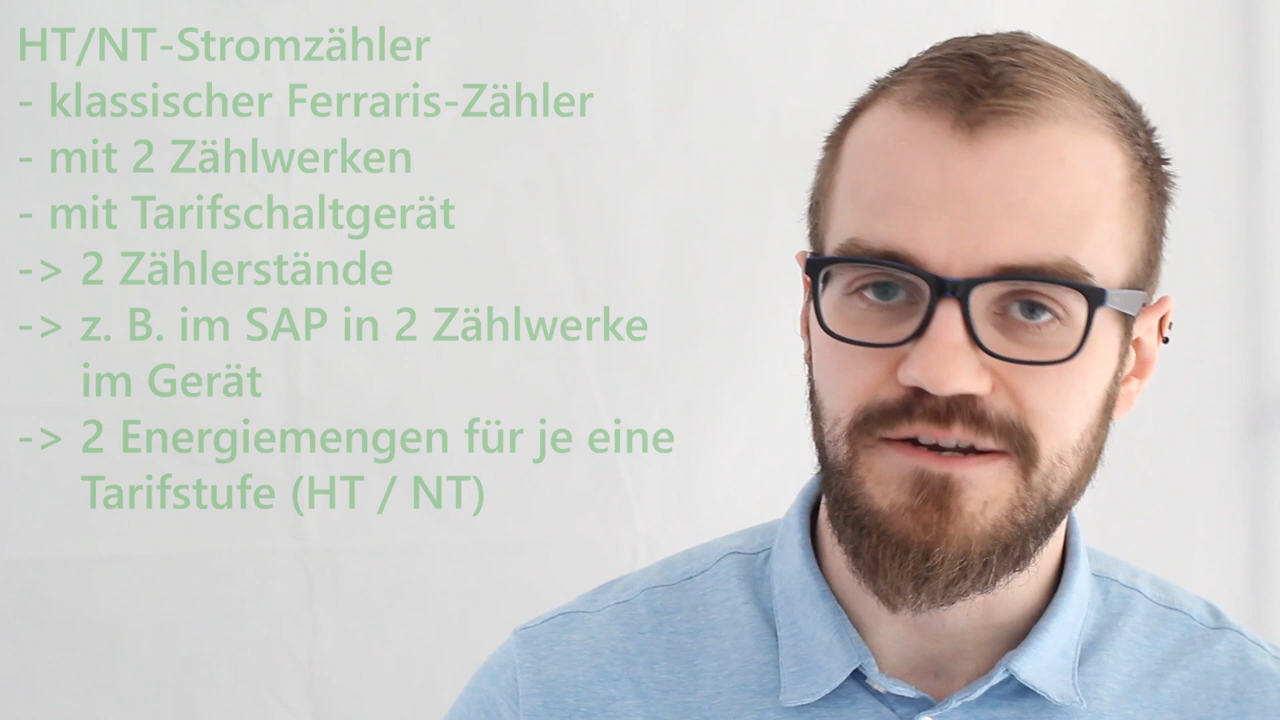 HT/NT-Stromzähler
- klassischer Ferraris-Zähler
- mit 2 Zählwerken
- mit Tarifschaltgerät
-> 2 Zählerstände
-> z. B. im SAP in 2 Zählwerke
im Gerät
-> 2 Energiemengen für je eine
Tarifstufe (HT / NT)